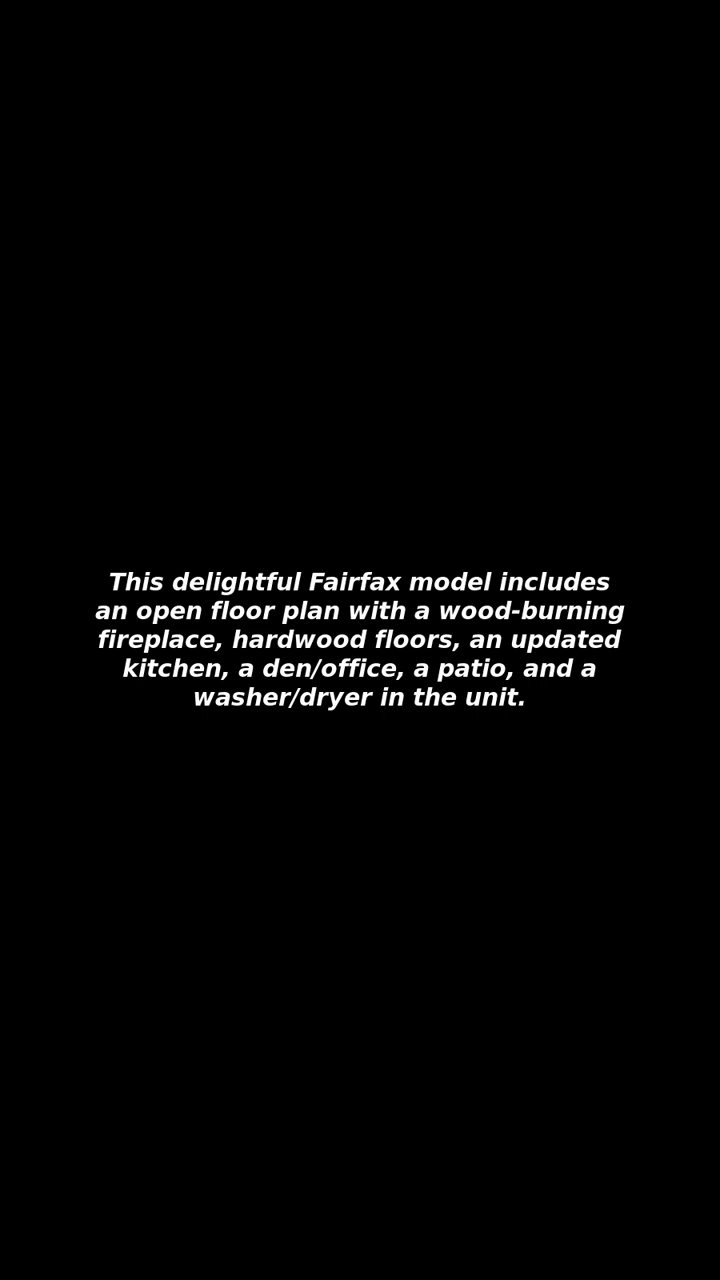 This delightful Fairfax model includes
an open floor plan with a wood-burning
fireplace, hardwood floors, an updated
kitchen, a den/office, a patio, and a
washer/dryer in the unit.